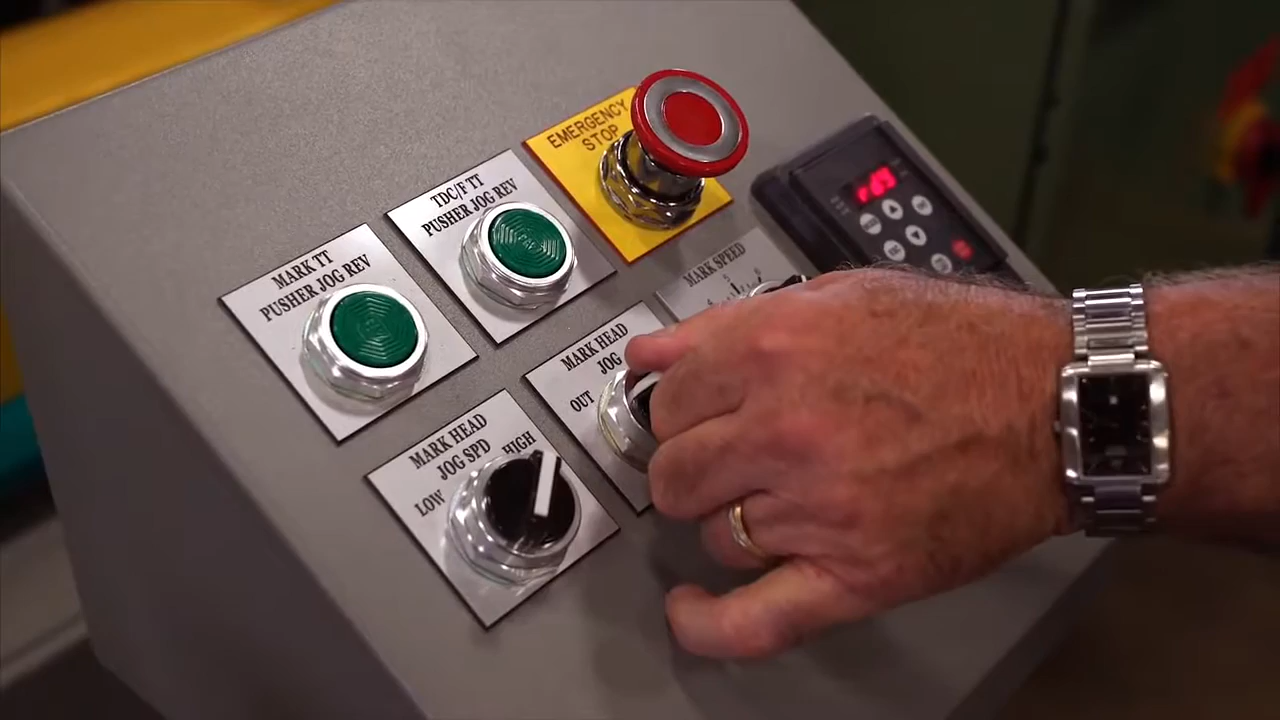 EMERGENCY
STOP
TDC/F TT
PUSHER JOG REV
MARK TT
PUSHER JOG REV
MARK SPEED
MARK HEAD
JOG
OUT
MARK HEAD
JOG SPD
LOW
HIGH